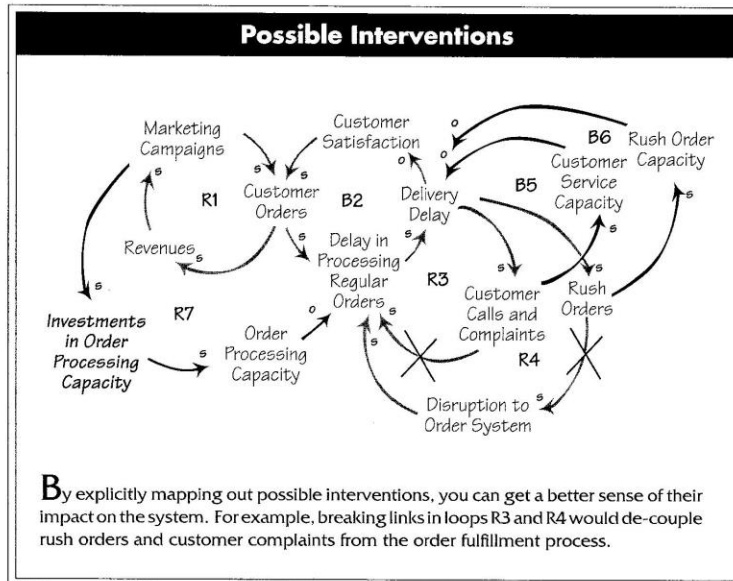 Possible Interventions
Marketing
Campaigns
Customer
Satisfaction
o
o
o
B6
Rush Order
Capacity
s
s
s
R1
Customer
Orders
B2
Delivery
Delay
B5
Customer
Service
Capacity
s
s
s
s
Revenues
s
Delay in
Processing
Regular
Orders
R3
s
s
s
Customer
Calls and
Complaints
Rush
Orders
Investments
in Order
Processing
Capacity
R7
s
Order
Processing
Capacity
o
s
s
R4
Disruption to
Order System
s
By explicitly mapping out possible interventions, you can get a better sense of their
impact on the system. For example, breaking links in loops R3 and R4 would de-couple
rush orders and customer complaints from the order fulfillment process.